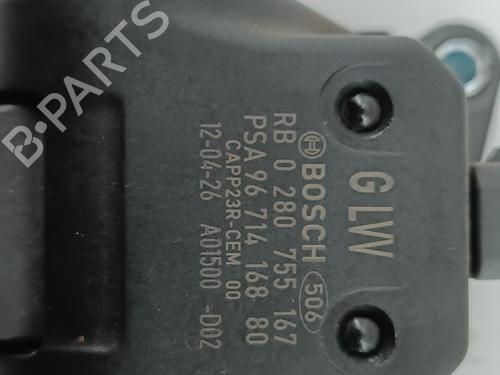 GLW
BOSCH 506
RB 0 280 755 167
PSA 96 714 168 80
CAPP23R-CEM 00
12-04-26 A01500 -D02
B-PARTS